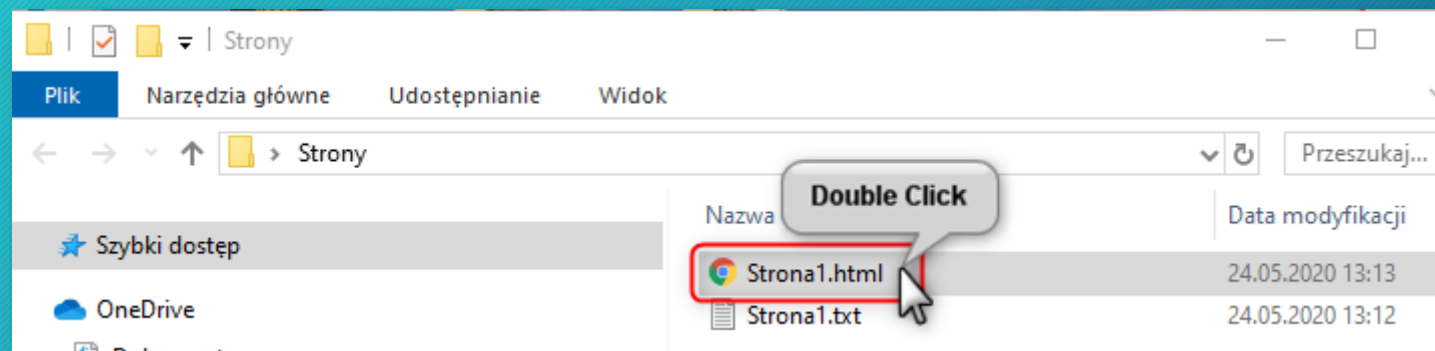 Strony
Plik Narzędzia główne Udostępnianie Widok
Strony Przeszukaj...
Double Click
Nazwa Data modyfikacji
Szybki dostęp
Strona1.html 24.05.2020 13:13
OneDrive
Strona1.txt 24.05.2020 13:12